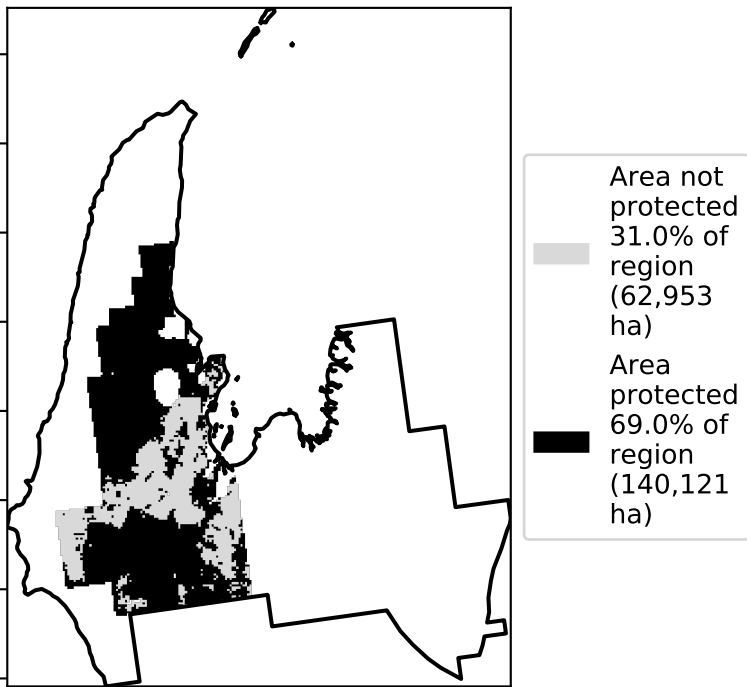 Area not
protected
31.0% of
region
(62,953
ha)
Area
protected
69.0% of
region
(140,121
ha)